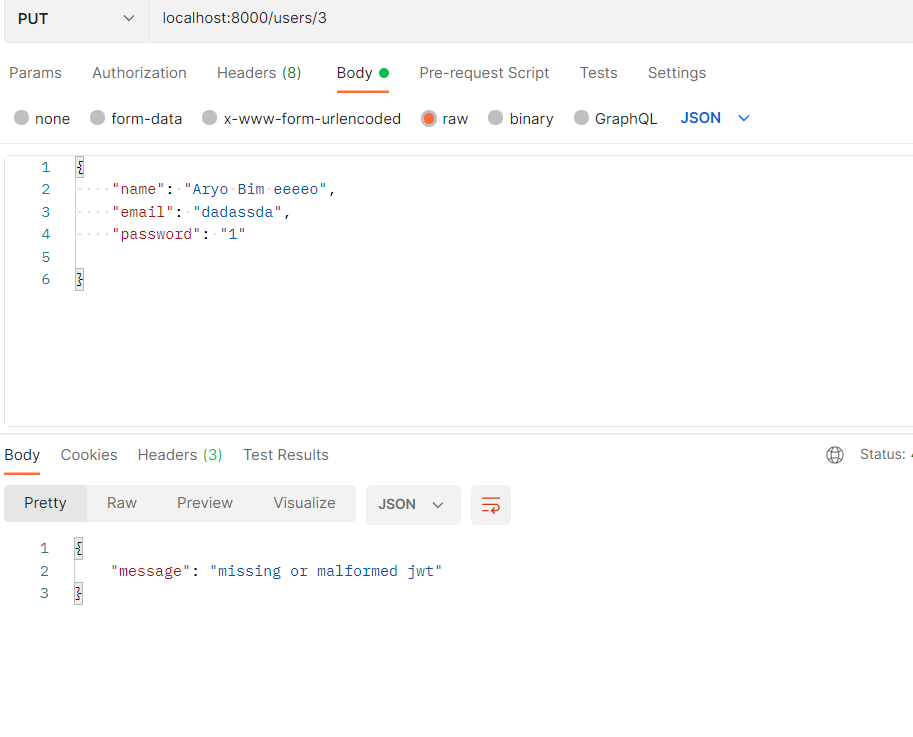 PUT localhost:8000/users/3
Params Authorization Headers (8) Body Pre-request Script Tests Settings
none form-data x-www-form-urlencoded raw binary GraphQL JSON
1 {
2 "name": "Aryo Bim eeeeo",
3 "email": "dadassda",
4 "password": "1"
5
6 }
Body Cookies Headers (3) Test Results Status:
Pretty Raw Preview Visualize JSON
1 {
2 "message": "missing or malformed jwt"
3 }